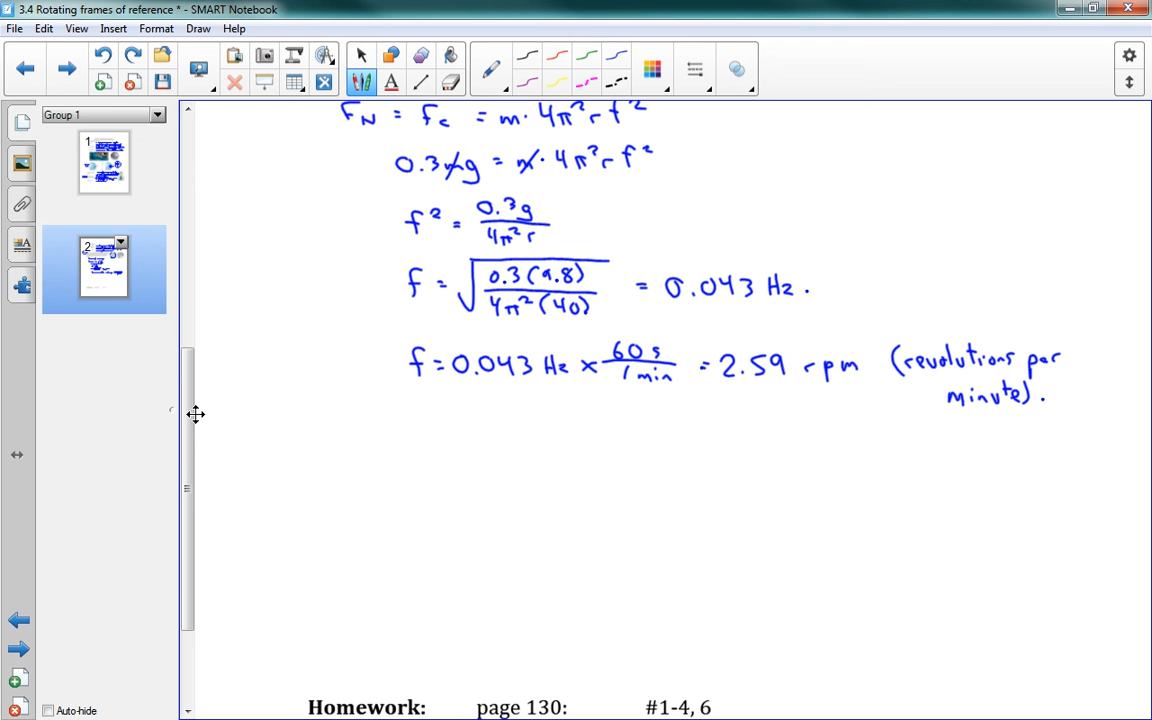 3.4 Rotating frames of reference * - SMART Notebook
File Edit View Insert Format Draw Help
Group 1
1
2
F_N = F_c = m · 4π²r f²
0.3mg = m · 4π²r f²
f² = 0.3g / 4π²r
f = √(0.3(9.8) / 4π²(40)) = 0.043 Hz.
f = 0.043 Hz × 60 s / 1 min = 2.59 rpm (revolutions per
minute).
Homework: page 130: #1-4, 6
Auto-hide